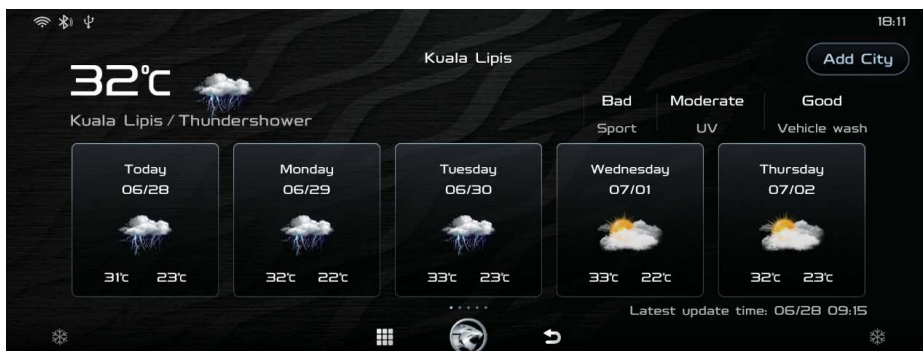 18:11
Kuala Lipis
Add City
32℃
Kuala Lipis / Thundershower
Bad Moderate Good
Sport UV Vehicle wash
Today Monday Tuesday Wednesday Thursday
06/28 06/29 06/30 07/01 07/02
31℃ 23℃ 32℃ 22℃ 33℃ 23℃ 33℃ 22℃ 32℃ 23℃
Latest update time: 06/28 09:15